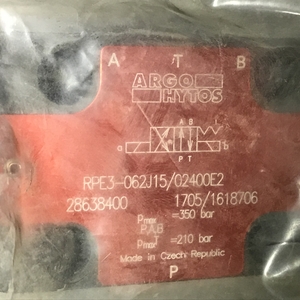 A T B
ARGO
HYTOS
A B
a b
P T
RPE3-062J15/02400E2
28638400 1705/1618706
Pmax P,A,B =350 bar
Pmax T =210 bar
Made in Czech Republic
P